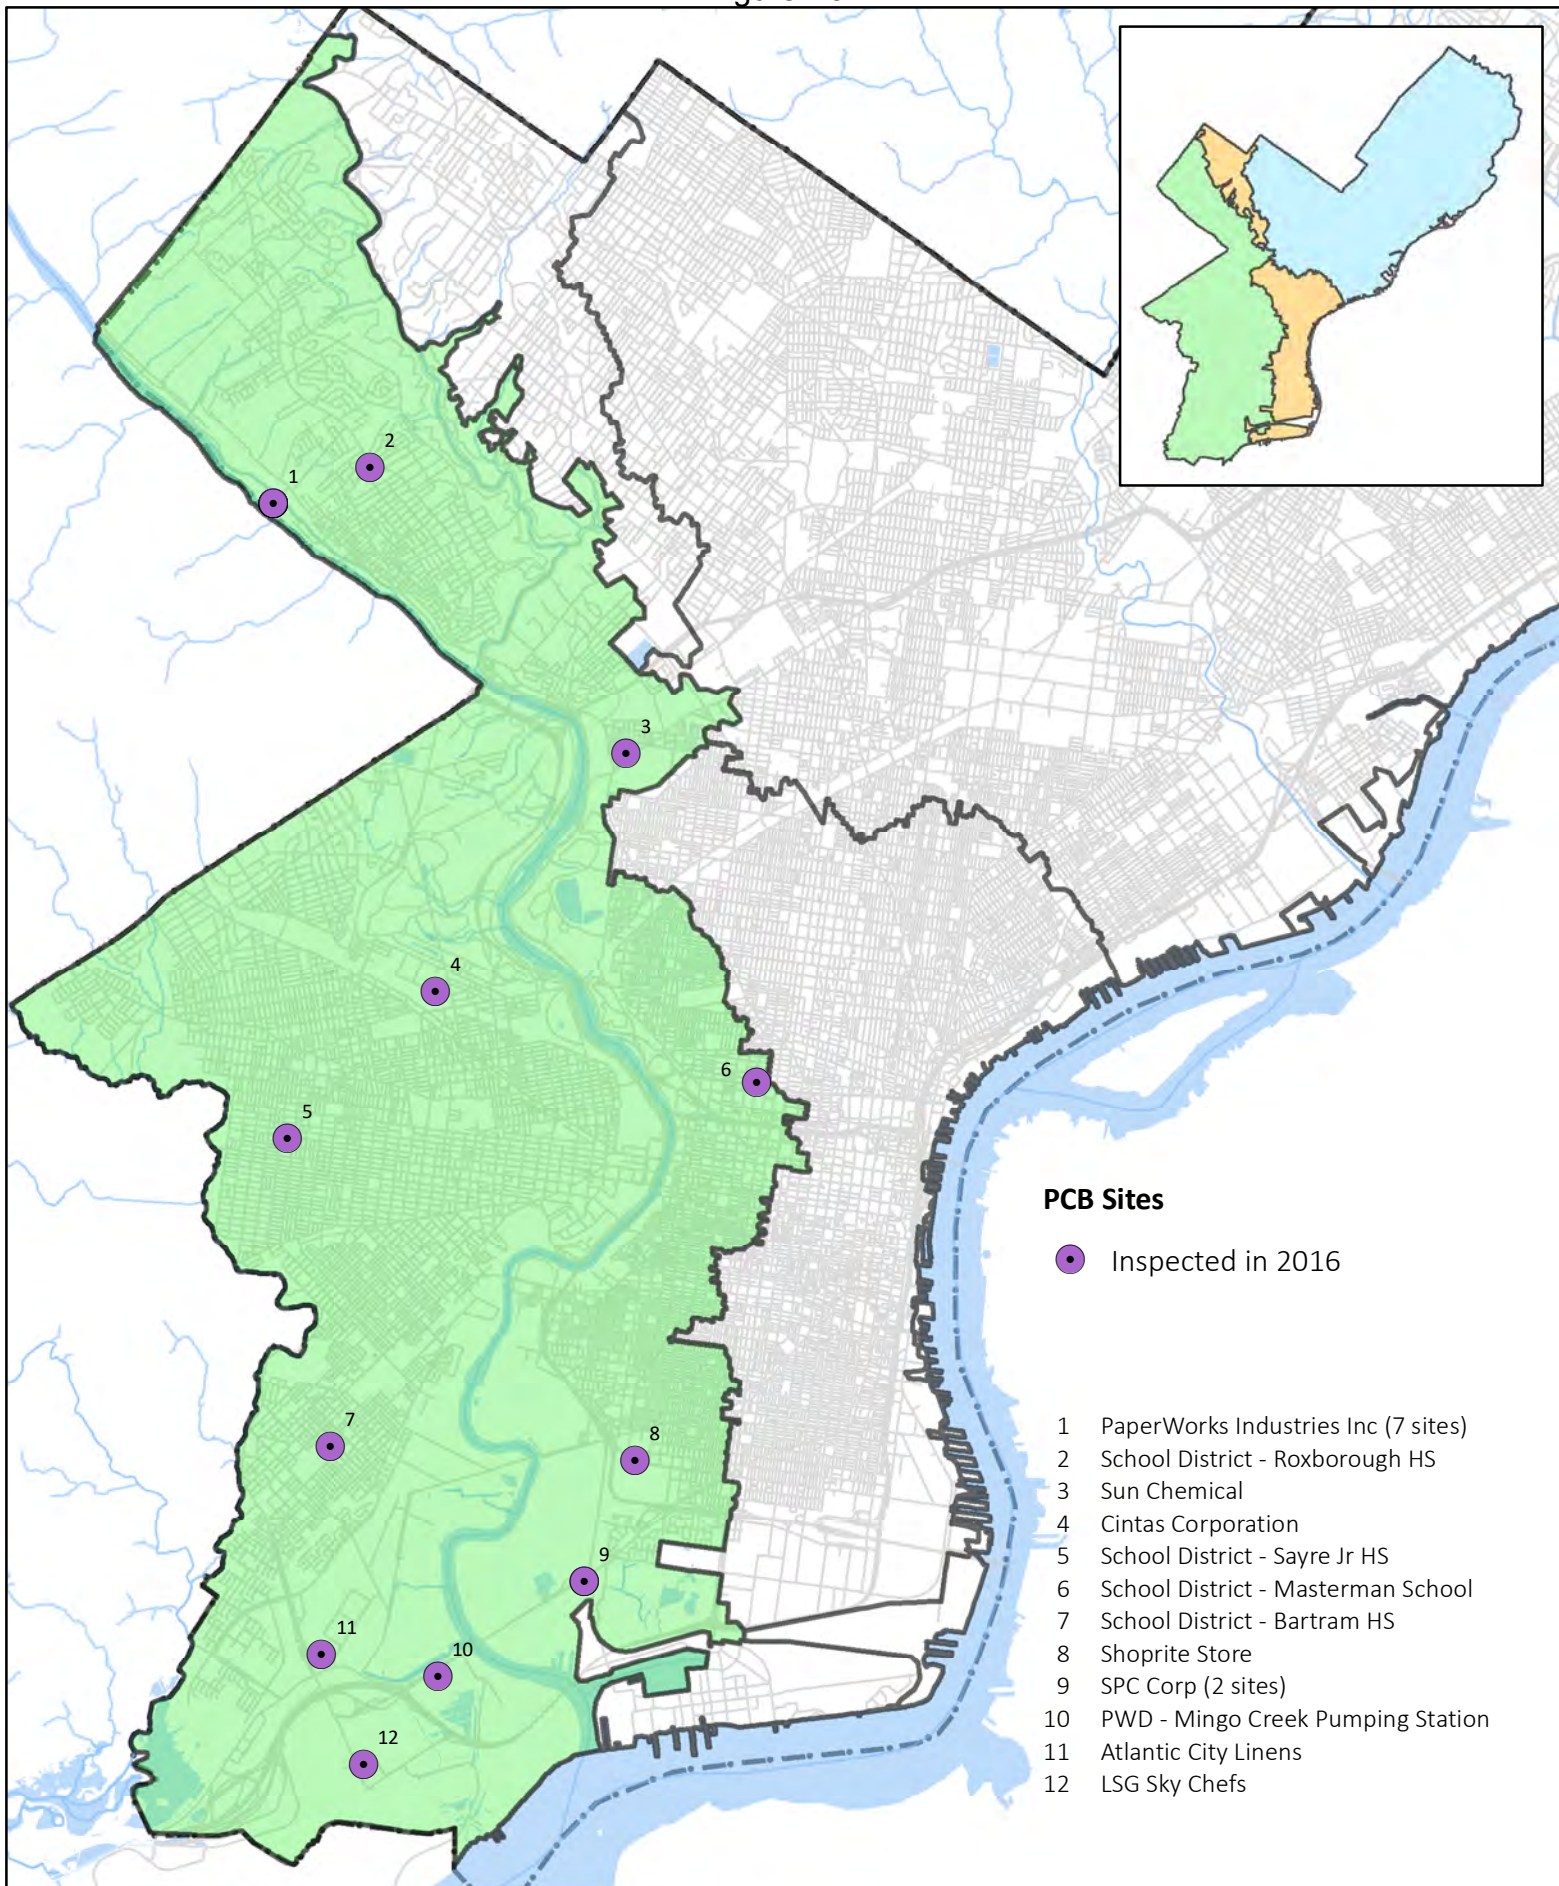 2
1
3
4
6
5
7
8
9
11
10
12
PCB Sites
Inspected in 2016
1 PaperWorks Industries Inc (7 sites)
2 School District - Roxborough HS
3 Sun Chemical
4 Cintas Corporation
5 School District - Sayre Jr HS
6 School District - Masterman School
7 School District - Bartram HS
8 Shoprite Store
9 SPC Corp (2 sites)
10 PWD - Mingo Creek Pumping Station
11 Atlantic City Linens
12 LSG Sky Chefs